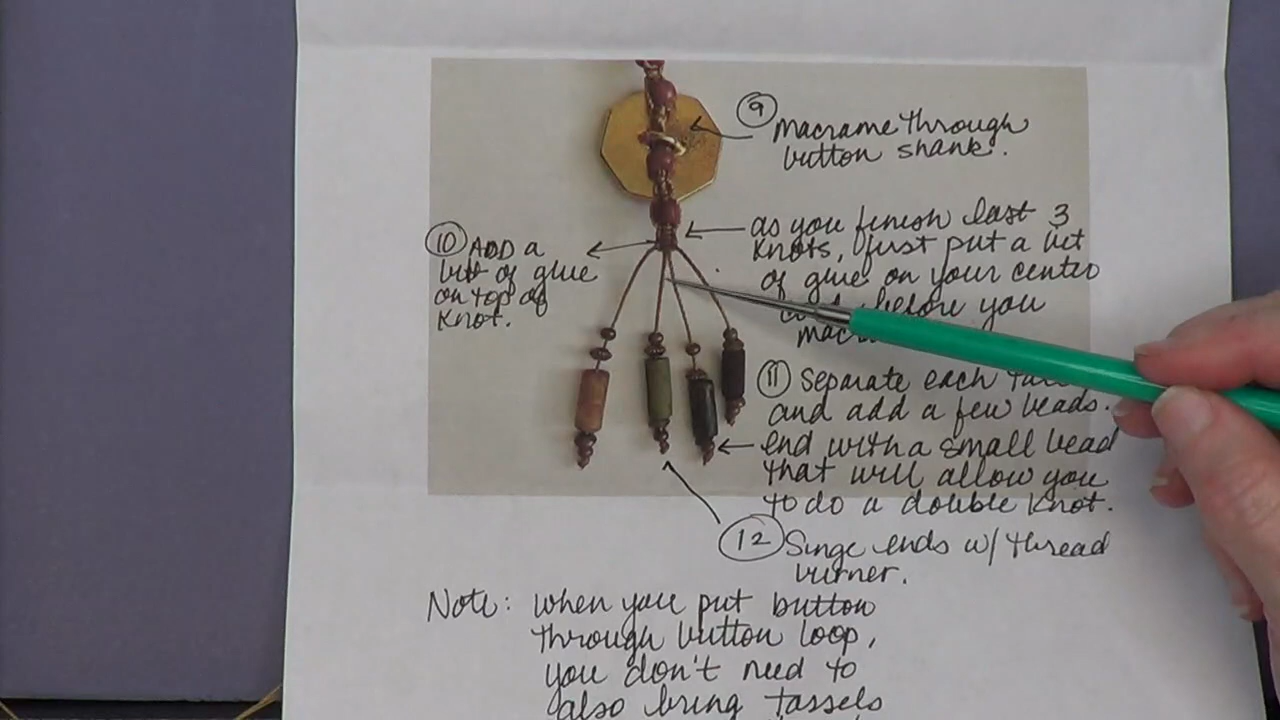 9 Macrame through
button shank.
as you finish last 3
knots, just put a bit
of glue on your center
before you
10 ADD a
bit of glue
on top of
knot.
11 Separate each
and add a few beads.
end with a small bead
that will allow you
to do a double knot.
12 Singe ends w/ thread
burner.
Note: when you put button
through button loop,
you don't need to
also bring tassels